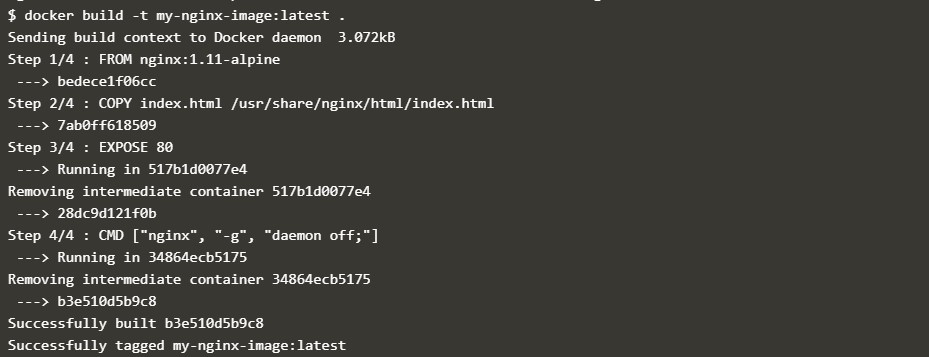 $ docker build -t my-nginx-image:latest .
Sending build context to Docker daemon  3.072kB
Step 1/4 : FROM nginx:1.11-alpine
 ---> bedece1f06cc
Step 2/4 : COPY index.html /usr/share/nginx/html/index.html
 ---> 7ab0ff618509
Step 3/4 : EXPOSE 80
 ---> Running in 517b1d0077e4
Removing intermediate container 517b1d0077e4
 ---> 28dc9d121f0b
Step 4/4 : CMD ["nginx", "-g", "daemon off;"]
 ---> Running in 34864ecb5175
Removing intermediate container 34864ecb5175
 ---> b3e510d5b9c8
Successfully built b3e510d5b9c8
Successfully tagged my-nginx-image:latest